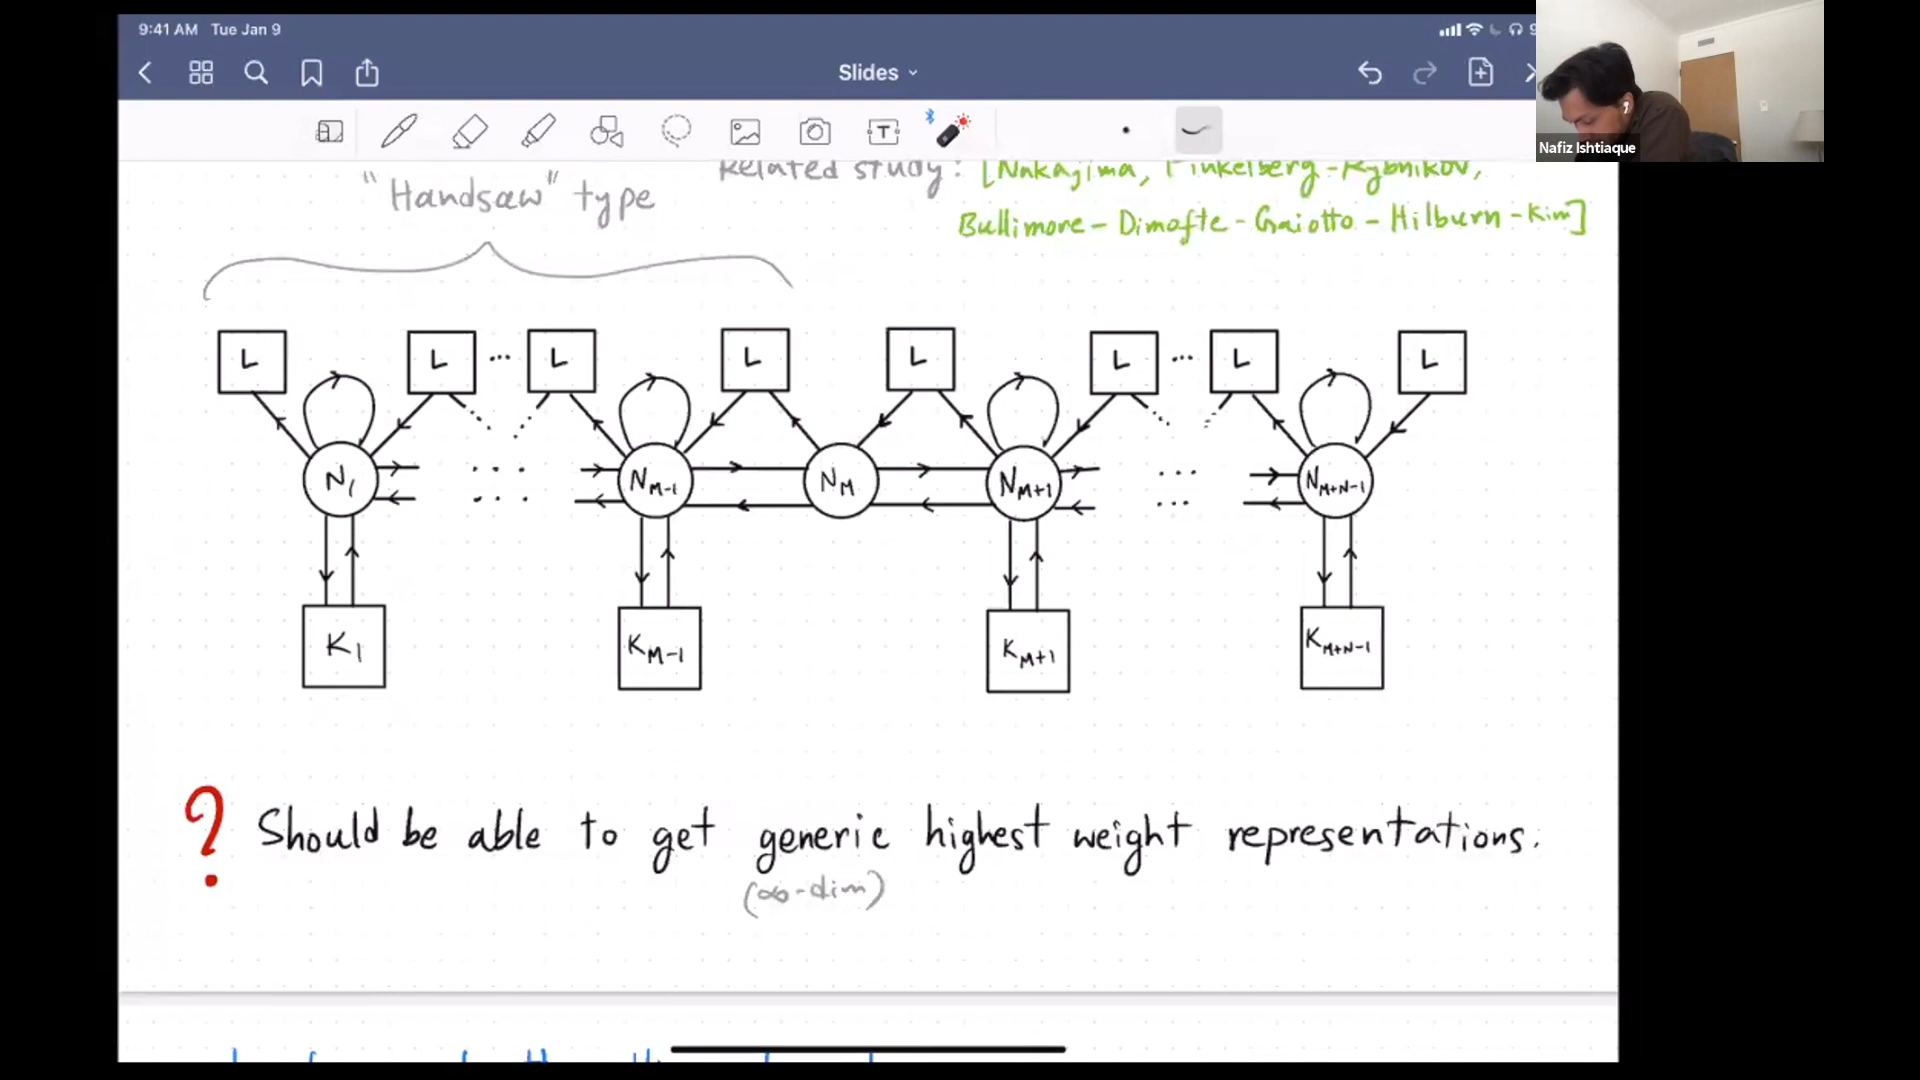 9:41 AM Tue Jan 9
Slides
T
Nafiz Ishtiaque
Related study: [Nakajima, Finkelberg-Rybnikov,
"Handsaw" type
Bullimore - Dimofte - Gaiotto - Hilburn - Kim]
L L ... L L L L ... L L
N1 ... NM-1 NM NM+1 ... NM+N-1
K1 KM-1 KM+1 KM+N-1
? Should be able to get generic highest weight representations.
(∞-dim)